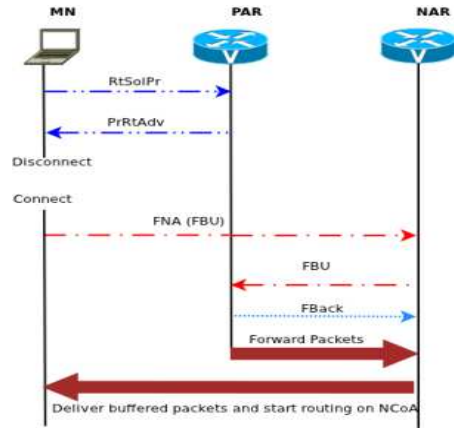 MN PAR NAR
RtSolPr
PrRtAdv
Disconnect
Connect
FNA (FBU)
FBU
FBack
Forward Packets
Deliver buffered packets and start routing on NCoA